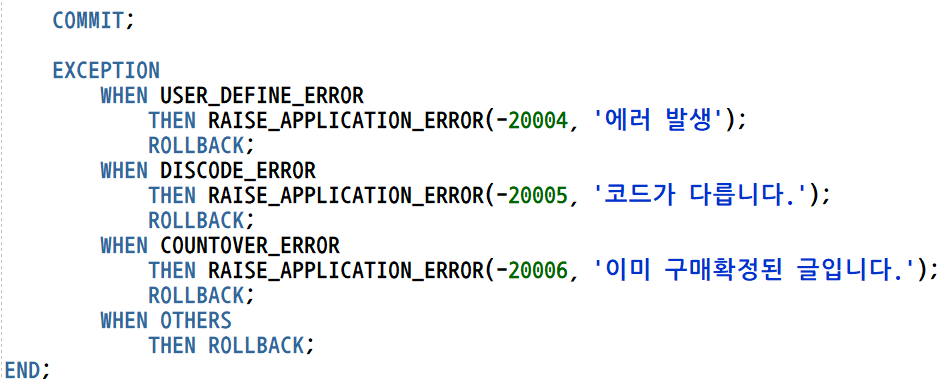 COMMIT;
EXCEPTION
WHEN USER_DEFINE_ERROR
THEN RAISE_APPLICATION_ERROR(-20004, '에러 발생');
ROLLBACK;
WHEN DISCODE_ERROR
THEN RAISE_APPLICATION_ERROR(-20005, '코드가 다릅니다.');
ROLLBACK;
WHEN COUNTOVER_ERROR
THEN RAISE_APPLICATION_ERROR(-20006, '이미 구매확정된 글입니다.');
ROLLBACK;
WHEN OTHERS
THEN ROLLBACK;
END;